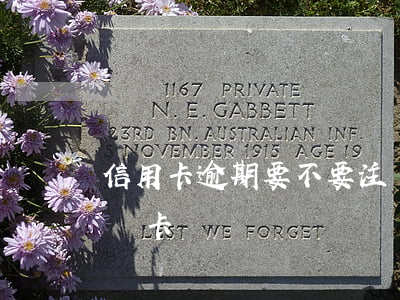 1167 PRIVATE
N. E. GABBETT
23RD BN. AUSTRALIAN INF.
5 NOVEMBER 1915 AGE 19
信用卡逾期要不要注
卡
LEST WE FORGET